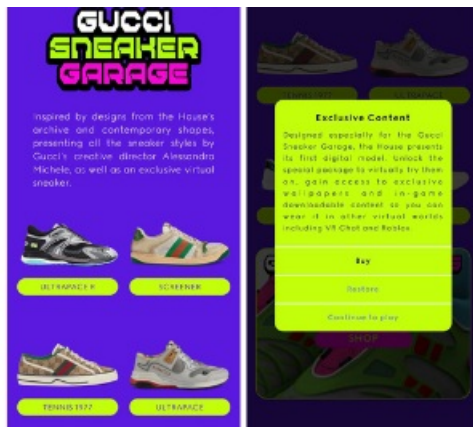 GUCCI
SNEAKER
GARAGE
Inspired by designs from the House's
archive and contemporary shapes,
presenting all the sneaker styles by
Gucci's creative director Alessandro
Michele, as well as an exclusive virtual
sneaker.
ULTRAPACE R
SCREENER
TENNIS 1977
ULTRAPACE
TENNIS 1977
ULTRAPACE
Exclusive Content
Designed especially for the Gucci
Sneaker Garage, the House presents
its first digital model. Unlock the
special package to virtually try them
on, gain access to exclusive
wallpapers and in-game
downloadable content so you can
wear it in other virtual worlds
including VR Chat and Roblox.
Buy
Restore
Continue to play
SHOP